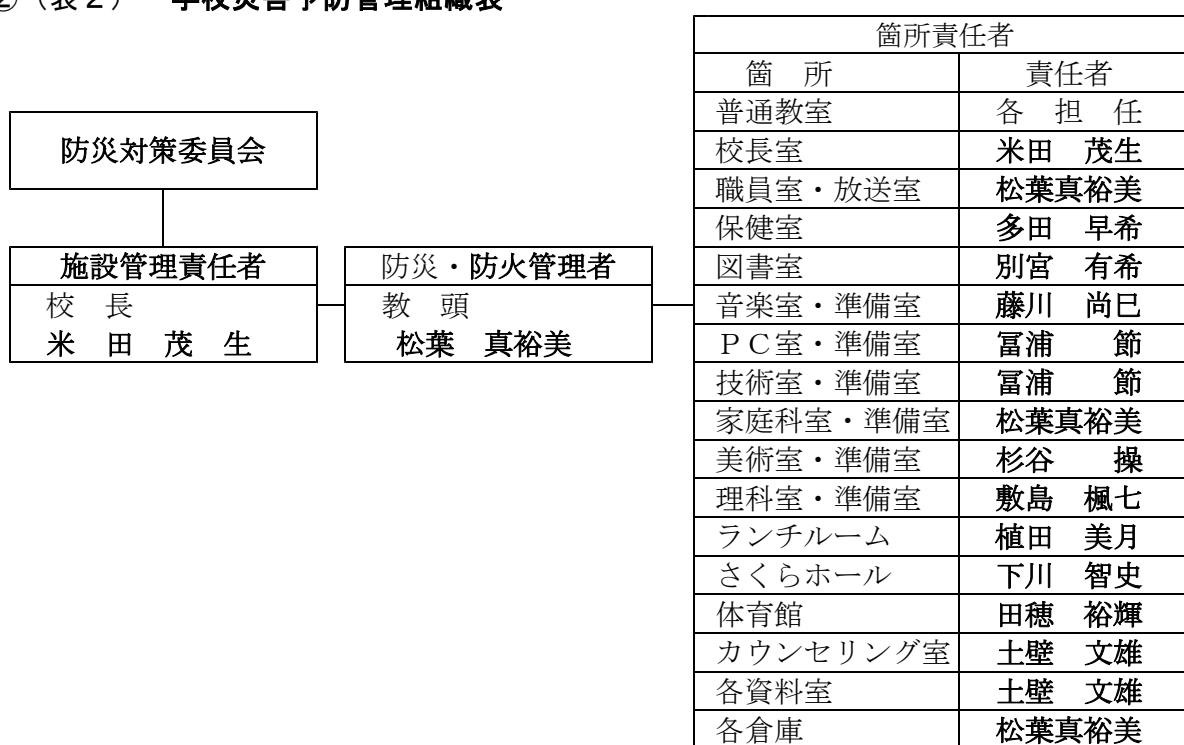 ②（表２）　学校災害予防管理組織表
防災対策委員会
施設管理責任者
校　長
米　田　茂　生
防災・防火管理者
教　頭
松葉　真裕美
箇所責任者
箇　所　責任者
普通教室　各　担　任
校長室　米田　茂生
職員室・放送室　松葉真裕美
保健室　多田　早希
図書室　別宮　有希
音楽室・準備室　藤川　尚巳
ＰＣ室・準備室　冨浦　　節
技術室・準備室　冨浦　　節
家庭科室・準備室　松葉真裕美
美術室・準備室　杉谷　　操
理科室・準備室　敷島　楓七
ランチルーム　植田　美月
さくらホール　下川　智史
体育館　田穂　裕輝
カウンセリング室　土壁　文雄
各資料室　土壁　文雄
各倉庫　松葉真裕美